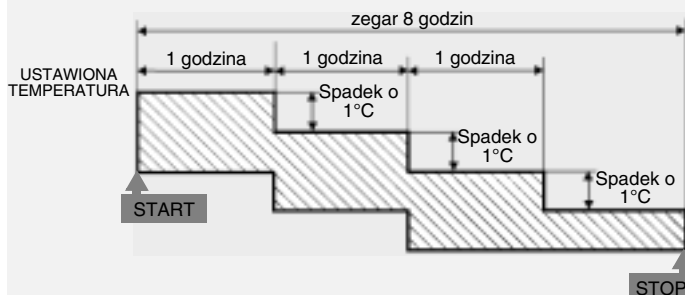 zegar 8 godzin
1 godzina
1 godzina
1 godzina
USTAWIONA
TEMPERATURA
Spadek o
1°C
Spadek o
1°C
Spadek o
1°C
START
STOP